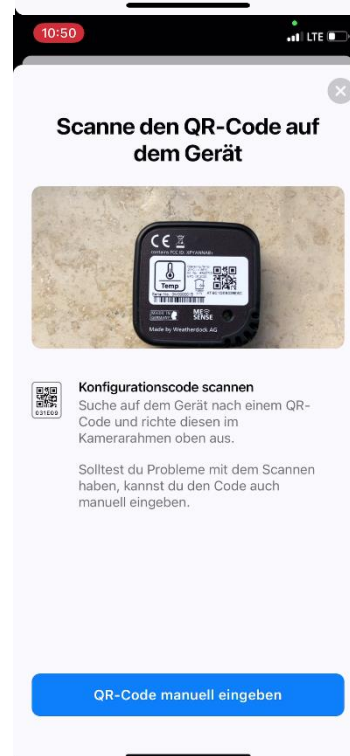 10:50
LTE
Scanne den QR-Code auf
dem Gerät
CE
Temp
MADE IN
GERMANY
ME
SENSE
Made by Weatherdock AG
031E09
Konfigurationscode scannen
Suche auf dem Gerät nach einem QR-
Code und richte diesen im
Kamerarahmen oben aus.
Solltest du Probleme mit dem Scannen
haben, kannst du den Code auch
manuell eingeben.
QR-Code manuell eingeben